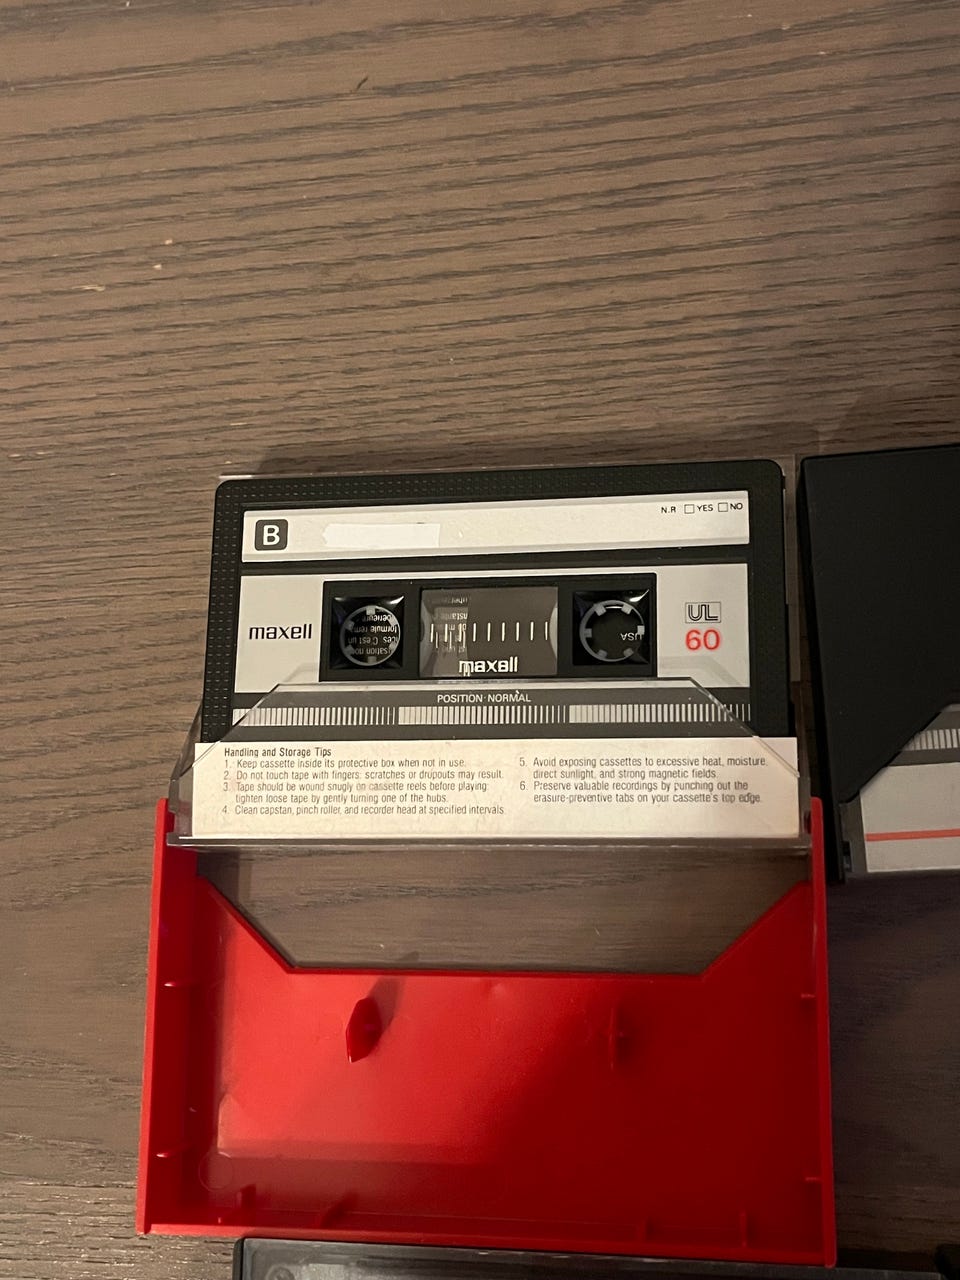 B
N.R □ YES □ NO
maxell
UL
60
USA
maxell
POSITION·NORMAL
Handling and Storage Tips
1. Keep cassette inside its protective box when not in use.
2. Do not touch tape with fingers: scratches or dropouts may result.
3. Tape should be wound snugly on cassette reels before playing:
tighten loose tape by gently turning one of the hubs.
4. Clean capstan, pinch roller, and recorder head at specified intervals.
5. Avoid exposing cassettes to excessive heat, moisture,
direct sunlight, and strong magnetic fields.
6. Preserve valuable recordings by punching out the
erasure-preventive tabs on your cassette's top edge.